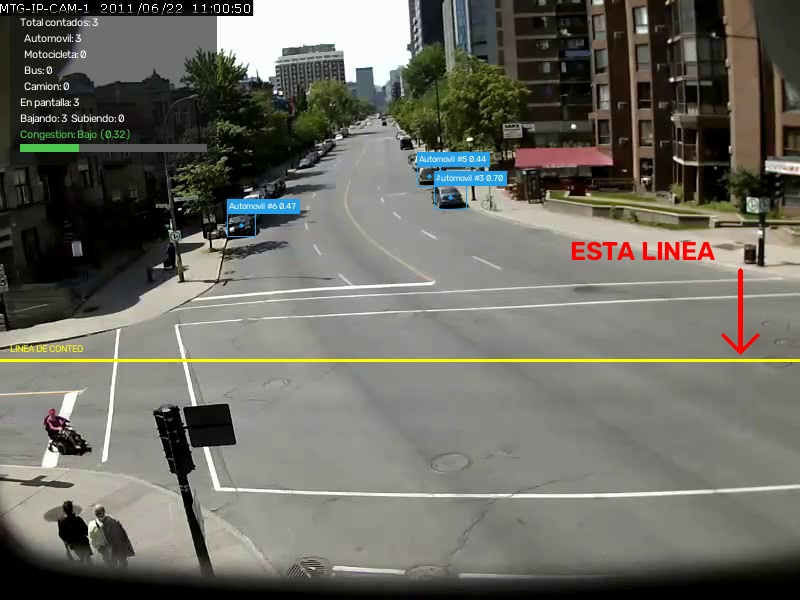 MTG-IP-CAM-1 2011/06/22 11:00:50
Total contados: 3
Automovil: 3
Motocicleta: 0
Bus: 0
Camion: 0
En pantalla: 3
Bajando: 3 Subiendo: 0
Congestion: Bajo (0.32)
Automovil #5 0.44
Automovil #3 0.70
Automovil #6 0.47
ESTA LINEA
LINEA DE CONTEO